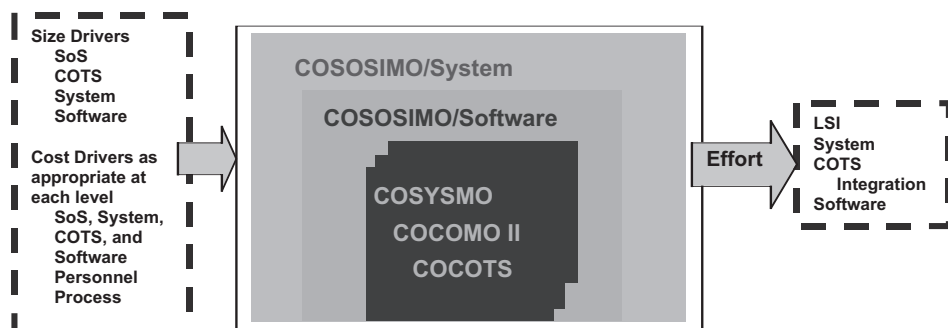 Size Drivers
SoS
COTS
System
Software
Cost Drivers as
appropriate at
each level
SoS, System,
COTS, and
Software
Personnel
Process
COSOSIMO/System
COSOSIMO/Software
COSYSMO
COCOMO II
COCOTS
Effort
LSI
System
COTS
Integration
Software